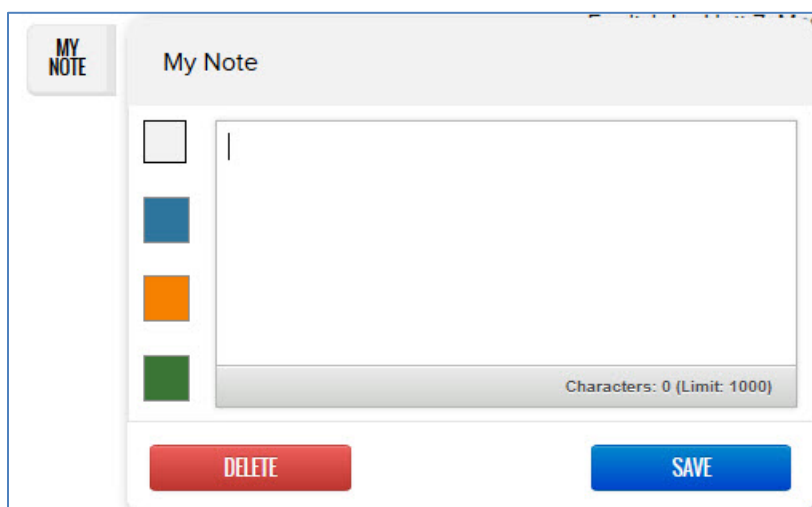 MY
NOTE
My Note
Characters: 0 (Limit: 1000)
DELETE
SAVE